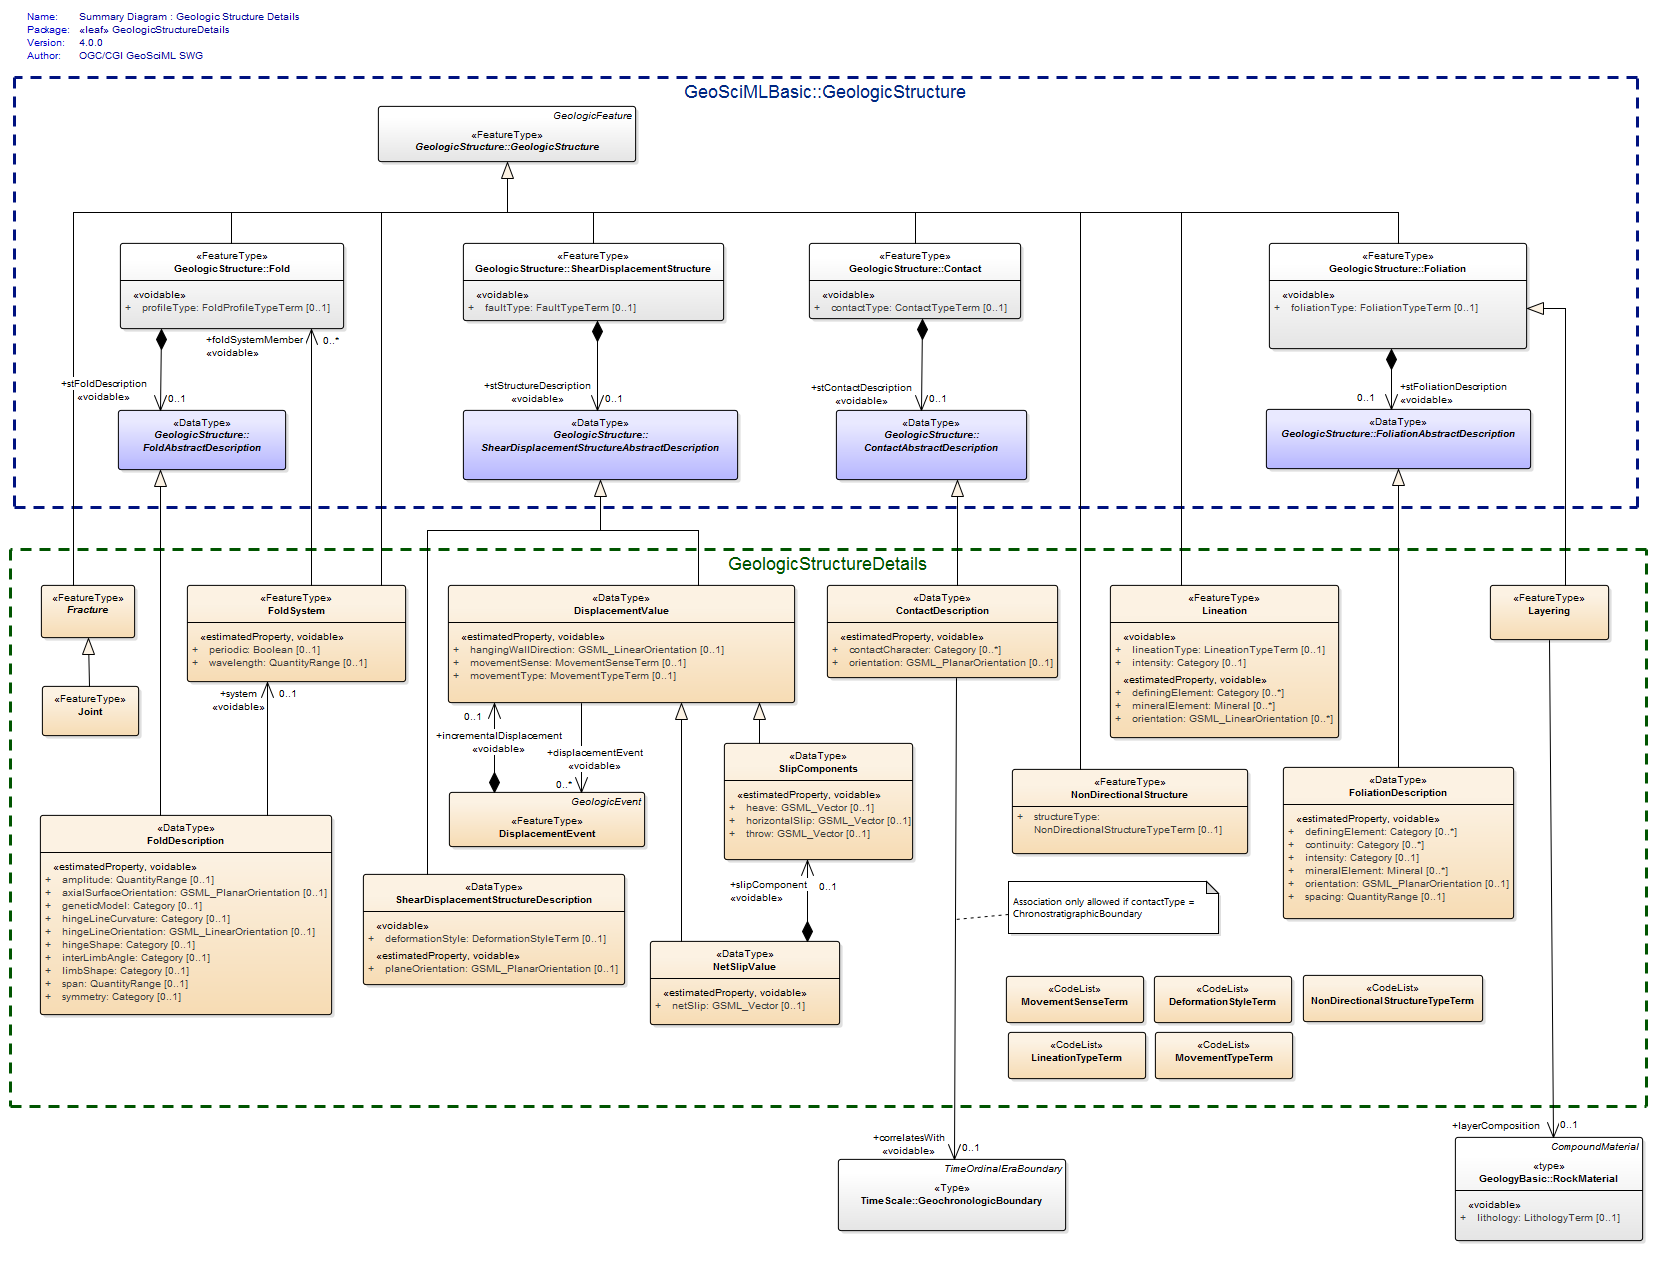 Name: Summary Diagram : Geologic Structure Details
Package: «leaf» GeologicStructureDetails
Version: 4.0.0
Author: OGC/CGI GeoSciML SWG
GeoSciMLBasic::GeologicStructure
GeologicFeature
«FeatureType»
GeologicStructure::GeologicStructure
«FeatureType»
GeologicStructure::Fold
«voidable»
+ profileType: FoldProfileTypeTerm [0..1]
«FeatureType»
GeologicStructure::ShearDisplacementStructure
«voidable»
+ faultType: FaultTypeTerm [0..1]
«FeatureType»
GeologicStructure::Contact
«voidable»
+ contactType: ContactTypeTerm [0..1]
«FeatureType»
GeologicStructure::Foliation
«voidable»
+ foliationType: FoliationTypeTerm [0..1]
+foldSystemMember 0..*
«voidable»
+stFoldDescription
«voidable» 0..1
+stStructureDescription
«voidable» 0..1
+stContactDescription
«voidable» 0..1
+stFoliationDescription
0..1 «voidable»
«DataType»
GeologicStructure::
FoldAbstractDescription
«DataType»
GeologicStructure::
ShearDisplacementStructureAbstractDescription
«DataType»
GeologicStructure::
ContactAbstractDescription
«DataType»
GeologicStructure::FoliationAbstractDescription
GeologicStructureDetails
«FeatureType»
Fracture
«FeatureType»
FoldSystem
«estimatedProperty, voidable»
+ periodic: Boolean [0..1]
+ wavelength: QuantityRange [0..1]
«DataType»
DisplacementValue
«estimatedProperty, voidable»
+ hangingWallDirection: GSML_LinearOrientation [0..1]
+ movementSense: MovementSenseTerm [0..1]
+ movementType: MovementTypeTerm [0..1]
«DataType»
ContactDescription
«estimatedProperty, voidable»
+ contactCharacter: Category [0..*]
+ orientation: GSML_PlanarOrientation [0..1]
«FeatureType»
Lineation
«voidable»
+ lineationType: LineationTypeTerm [0..1]
+ intensity: Category [0..1]
«estimatedProperty, voidable»
+ definingElement: Category [0..*]
+ mineralElement: Mineral [0..*]
+ orientation: GSML_LinearOrientation [0..*]
«FeatureType»
Layering
«FeatureType»
Joint
+system 0..1
«voidable»
0..1
+incrementalDisplacement
«voidable»
+displacementEvent
«voidable»
0..*
GeologicEvent
«FeatureType»
DisplacementEvent
«DataType»
SlipComponents
«estimatedProperty, voidable»
+ heave: GSML_Vector [0..1]
+ horizontalSlip: GSML_Vector [0..1]
+ throw: GSML_Vector [0..1]
«FeatureType»
NonDirectionalStructure
+ structureType:
NonDirectionalStructureTypeTerm [0..1]
«DataType»
FoliationDescription
«estimatedProperty, voidable»
+ definingElement: Category [0..*]
+ continuity: Category [0..*]
+ intensity: Category [0..1]
+ mineralElement: Mineral [0..*]
+ orientation: GSML_PlanarOrientation [0..1]
+ spacing: QuantityRange [0..1]
«DataType»
FoldDescription
«estimatedProperty, voidable»
+ amplitude: QuantityRange [0..1]
+ axialSurfaceOrientation: GSML_PlanarOrientation [0..1]
+ geneticModel: Category [0..1]
+ hingeLineCurvature: Category [0..1]
+ hingeLineOrientation: GSML_LinearOrientation [0..1]
+ hingeShape: Category [0..1]
+ interLimbAngle: Category [0..1]
+ limbShape: Category [0..1]
+ span: QuantityRange [0..1]
+ symmetry: Category [0..1]
«DataType»
ShearDisplacementStructureDescription
«voidable»
+ deformationStyle: DeformationStyleTerm [0..1]
«estimatedProperty, voidable»
+ planeOrientation: GSML_PlanarOrientation [0..1]
+slipComponent 0..1
«voidable»
«DataType»
NetSlipValue
«estimatedProperty, voidable»
+ netSlip: GSML_Vector [0..1]
Association only allowed if contactType =
ChronostratigraphicBoundary
«CodeList»
MovementSenseTerm
«CodeList»
DeformationStyleTerm
«CodeList»
NonDirectionalStructureTypeTerm
«CodeList»
LineationTypeTerm
«CodeList»
MovementTypeTerm
+correlatesWith
«voidable» 0..1
TimeOrdinalEraBoundary
«Type»
TimeScale::GeochronologicBoundary
+layerComposition 0..1
CompoundMaterial
«type»
GeologyBasic::RockMaterial
«voidable»
+ lithology: LithologyTerm [0..1]